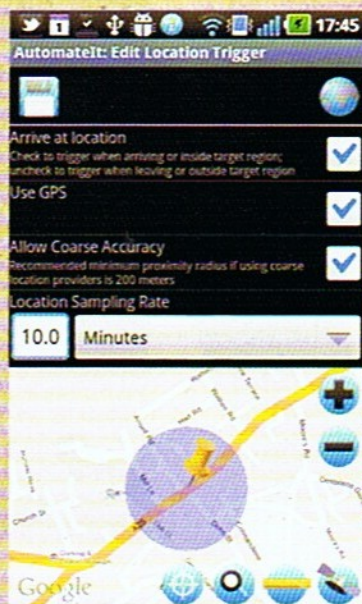 17:45
AutomateIt: Edit Location Trigger
Arrive at location
Check to trigger when arriving or inside target region;
uncheck to trigger when leaving or outside target region
Use GPS
Allow Coarse Accuracy
Recommended minimum proximity radius if using coarse
location providers is 200 meters
Location Sampling Rate
10.0 Minutes
Church St
Google